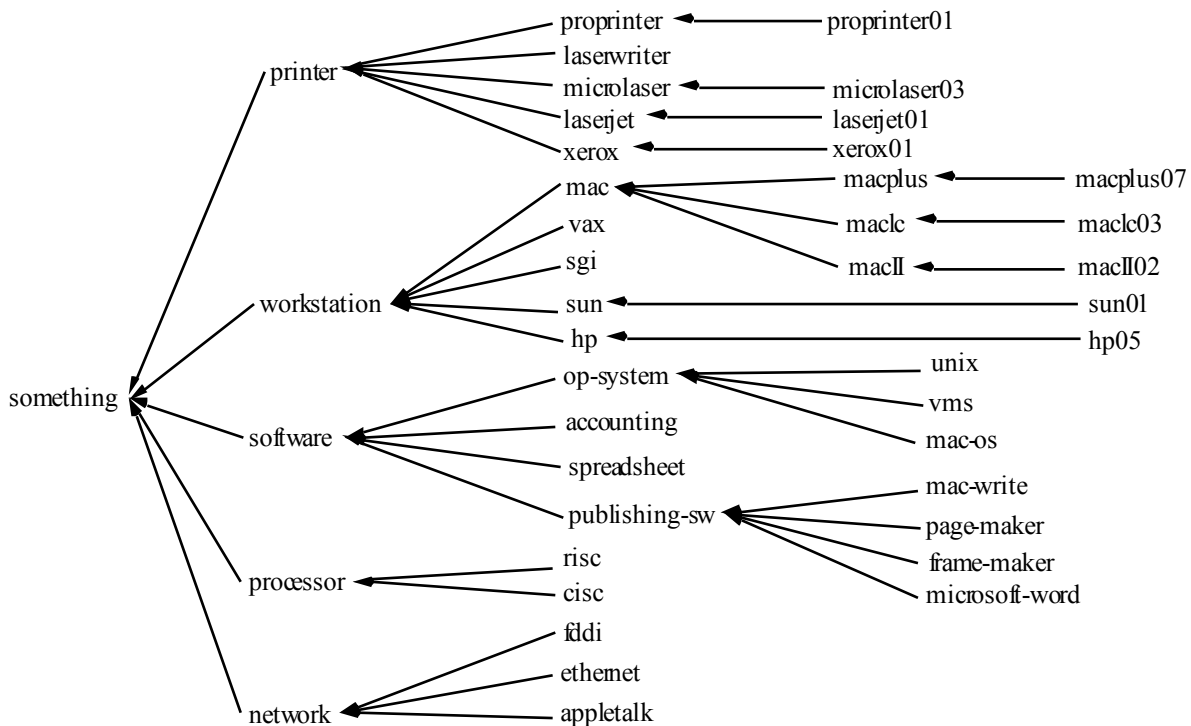 proprinter
proprinter01
laserwriter
printer
microlaser
microlaser03
laserjet
laserjet01
xerox
xerox01
mac
macplus
macplus07
vax
maclc
maclc03
sgi
macII
macII02
workstation
sun
sun01
hp
hp05
op-system
unix
something
vms
software
accounting
mac-os
spreadsheet
publishing-sw
mac-write
page-maker
frame-maker
microsoft-word
processor
risc
cisc
fddi
ethernet
network
appletalk